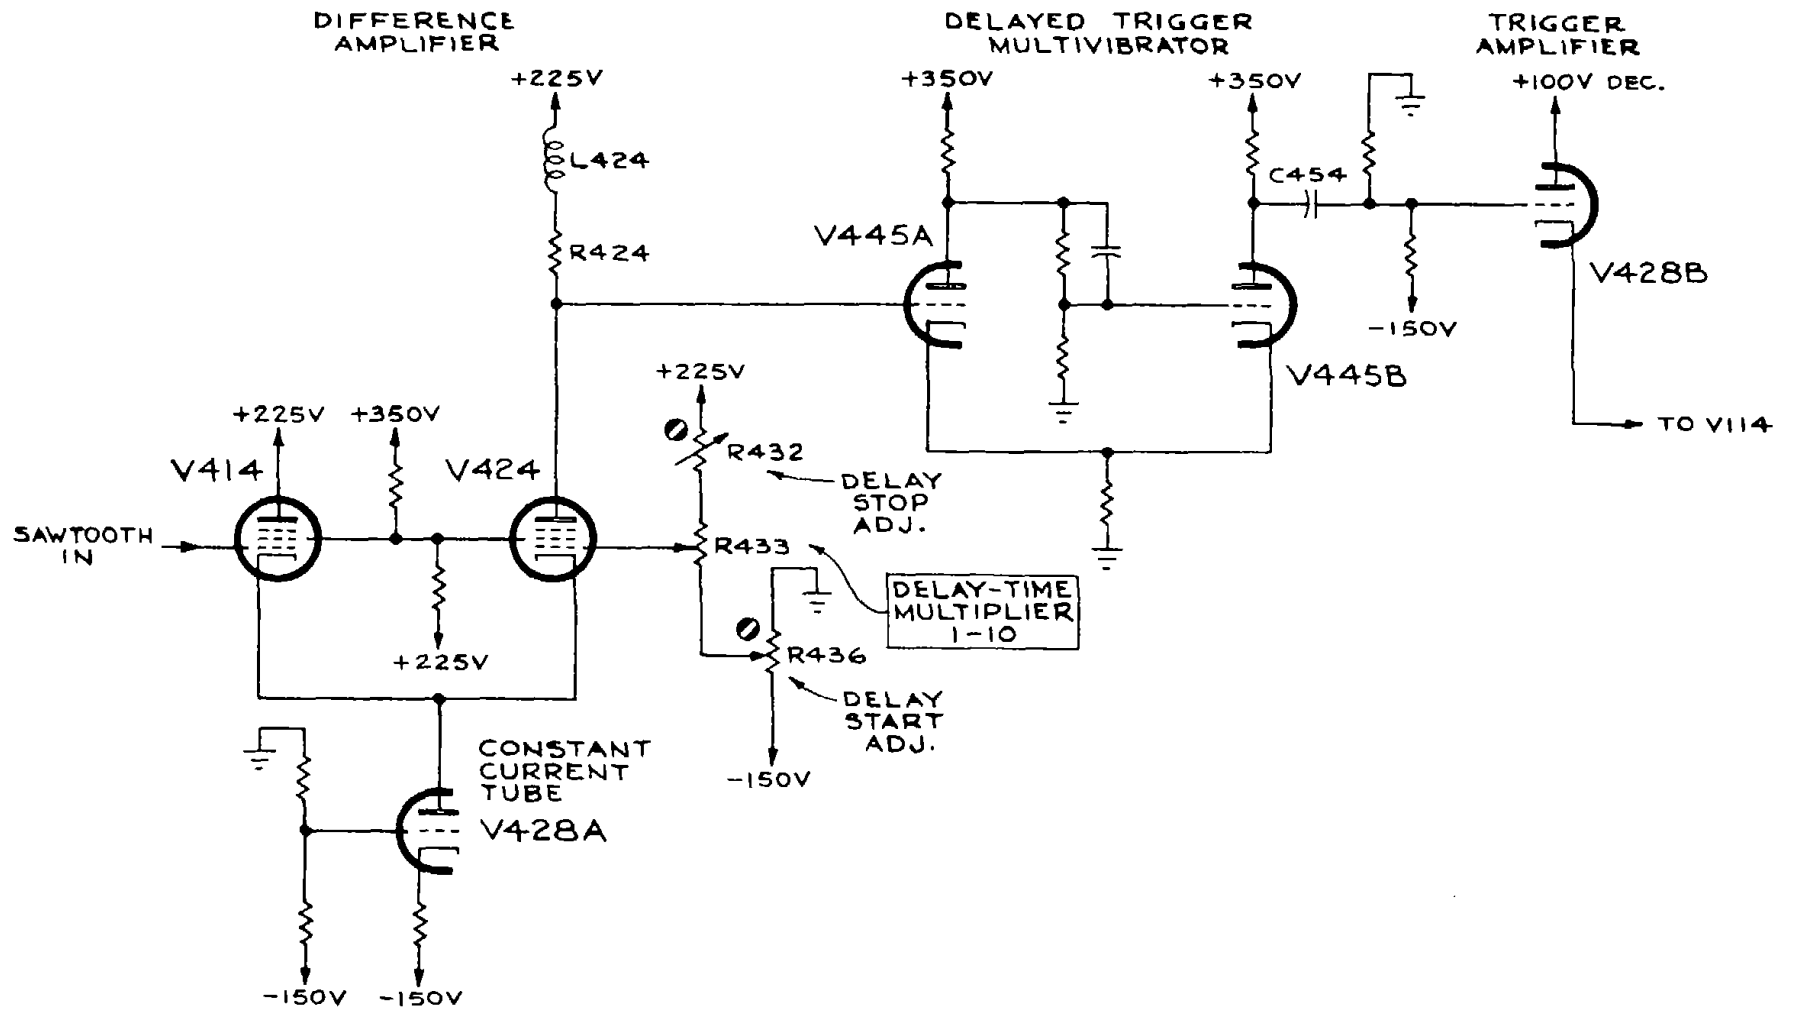 DIFFERENCE
AMPLIFIER
DELAYED TRIGGER
MULTIVIBRATOR
TRIGGER
AMPLIFIER
+225V
+350V
+350V
+100V DEC.
L424
C454
R424
V445A
V428B
-150V
+225V
V445B
+225V
+350V
TO V114
R432
V414
V424
DELAY
STOP
ADJ.
SAWTOOTH
IN
R433
DELAY-TIME
MULTIPLIER
1-10
+225V
R436
DELAY
START
ADJ.
CONSTANT
CURRENT
TUBE
-150V
V428A
-150V
-150V